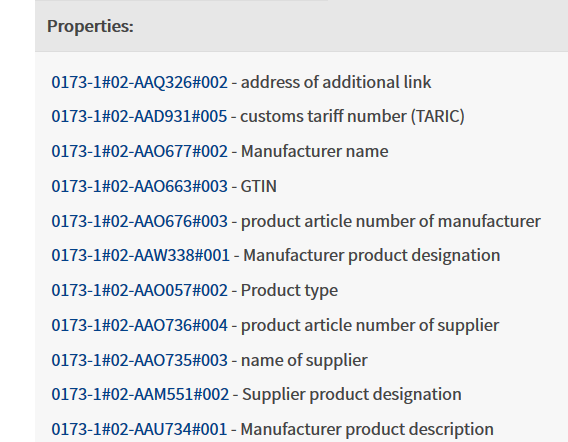 Properties:
0173-1#02-AAQ326#002 - address of additional link
0173-1#02-AAD931#005 - customs tariff number (TARIC)
0173-1#02-AAO677#002 - Manufacturer name
0173-1#02-AAO663#003 - GTIN
0173-1#02-AAO676#003 - product article number of manufacturer
0173-1#02-AAW338#001 - Manufacturer product designation
0173-1#02-AAO057#002 - Product type
0173-1#02-AAO736#004 - product article number of supplier
0173-1#02-AAO735#003 - name of supplier
0173-1#02-AAM551#002 - Supplier product designation
0173-1#02-AAU734#001 - Manufacturer product description